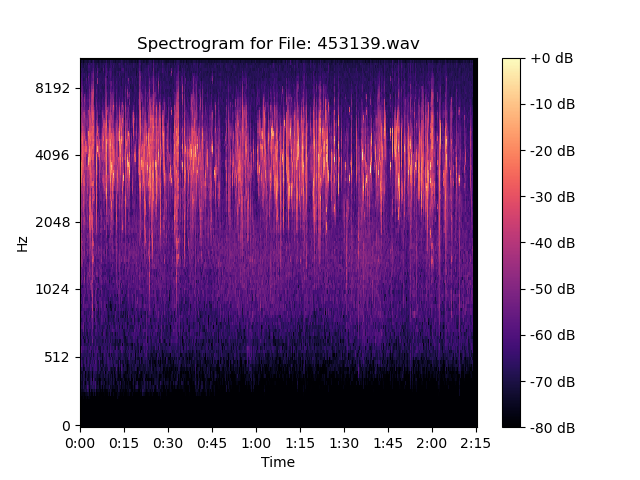 Spectrogram for File: 453139.wav
8192
4096
2048
1024
512
0
Hz
0:00 0:15 0:30 0:45 1:00 1:15 1:30 1:45 2:00 2:15
Time
+0 dB
-10 dB
-20 dB
-30 dB
-40 dB
-50 dB
-60 dB
-70 dB
-80 dB